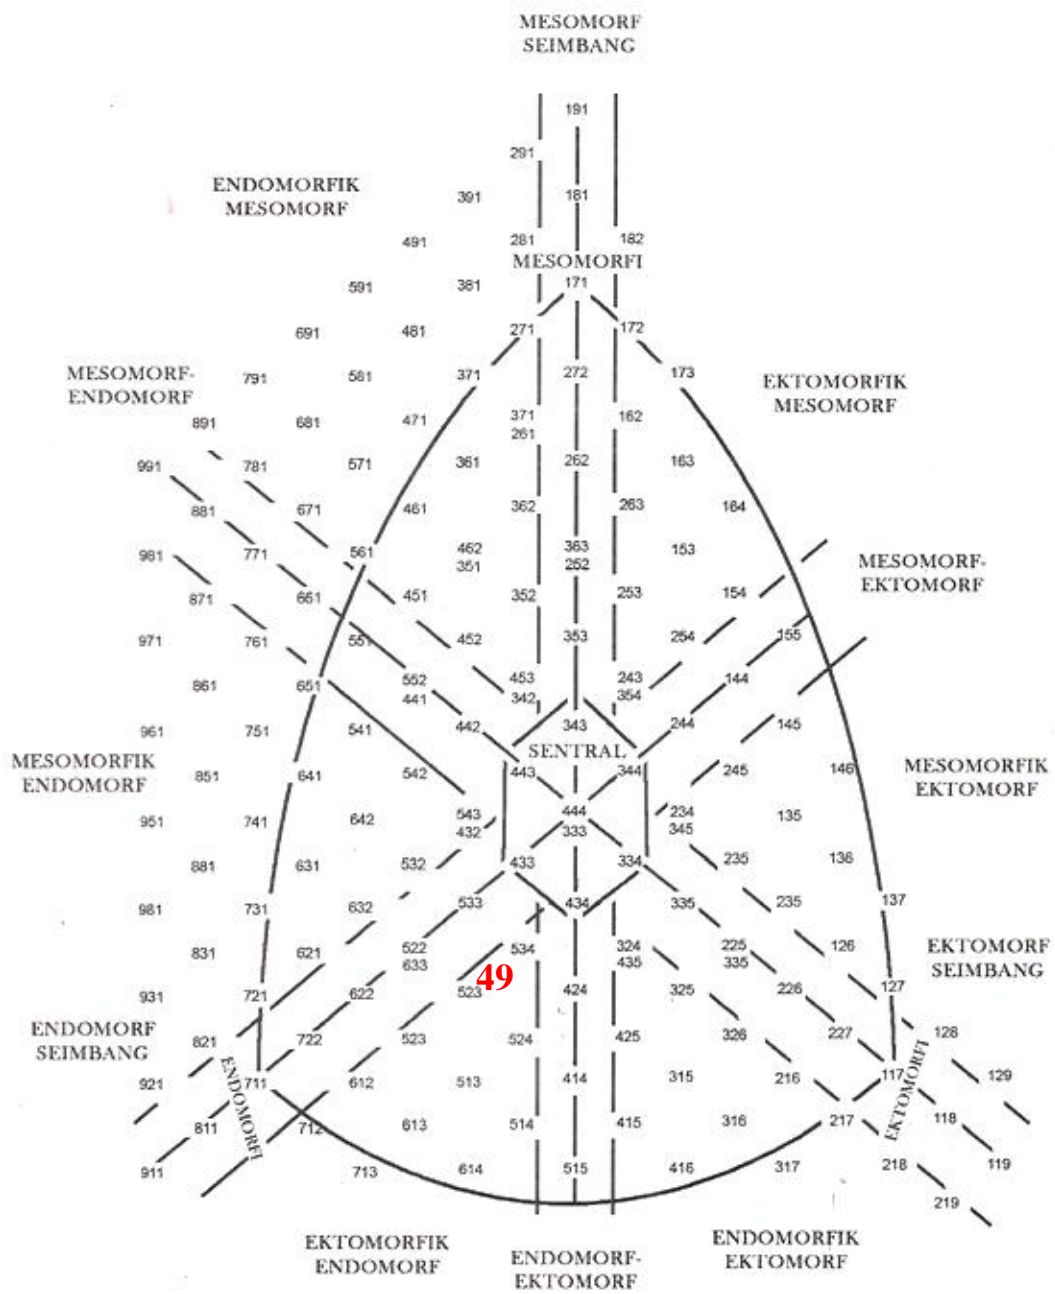 MESOMORF
SEIMBANG
191
291
ENDOMORFIK
MESOMORF
391 181
491 281 182
MESOMORFI
591 381 171
691 481 271 172
MESOMORF-
ENDOMORF
791 581 371 272 173
EKTOMORFIK
MESOMORF
891 681 471 371 162
261
991 781 571 361 262 163
881 671 461 362 263 164
981 771 561 462 363 153
351 252
MESOMORF-
EKTOMORF
871 661 451 352 253 154
971 761 551 452 353 254 155
861 651 552 453 243 144
441 342 354
961 751 541 442 343 244 145
SENTRAL
MESOMORFIK
ENDOMORF
851 641 542 443 344 245 146
MESOMORFIK
EKTOMORF
951 741 642 543 444 234 135
432 333 345
881 631 532 433 334 235 136
981 731 632 533 434 335 235 137
831 621 522 534 324 225 126
633 435 335
EKTOMORF
SEIMBANG
49
931 721 622 523 424 325 226 127
ENDOMORF
SEIMBANG
821 722 523 524 425 326 227 128
921 711 612 513 414 315 216 117 129
ENDOMORFI
EKTOMORFI
811 712 613 514 415 316 217 118
911 713 614 515 416 317 218 119
219
EKTOMORFIK
ENDOMORF
ENDOMORF-
EKTOMORF
ENDOMORFIK
EKTOMORF